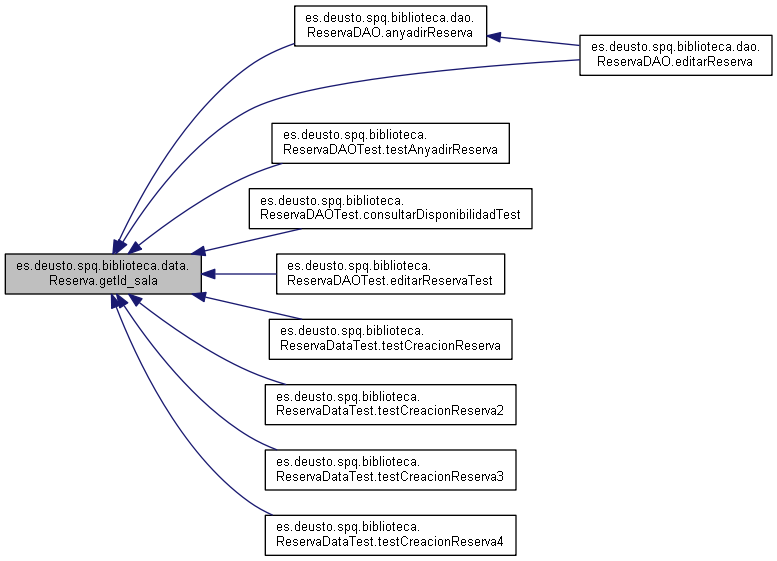 es.deusto.spq.biblioteca.dao.
ReservaDAO.anyadirReserva
es.deusto.spq.biblioteca.dao.
ReservaDAO.editarReserva
es.deusto.spq.biblioteca.
ReservaDAOTest.testAnyadirReserva
es.deusto.spq.biblioteca.
ReservaDAOTest.consultarDisponibilidadTest
es.deusto.spq.biblioteca.data.
Reserva.getId_sala
es.deusto.spq.biblioteca.
ReservaDAOTest.editarReservaTest
es.deusto.spq.biblioteca.
ReservaDataTest.testCreacionReserva
es.deusto.spq.biblioteca.
ReservaDataTest.testCreacionReserva2
es.deusto.spq.biblioteca.
ReservaDataTest.testCreacionReserva3
es.deusto.spq.biblioteca.
ReservaDataTest.testCreacionReserva4